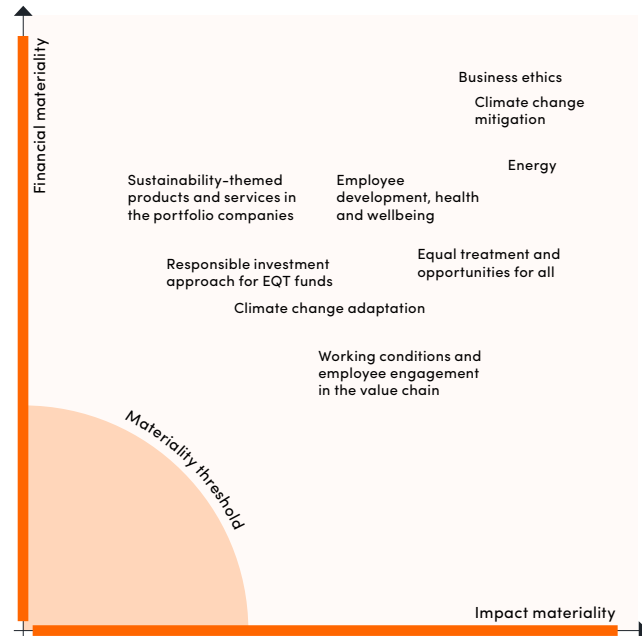 Financial materiality
Business ethics
Climate change
mitigation
Energy
Sustainability-themed
products and services in
the portfolio companies
Employee
development, health
and wellbeing
Equal treatment and
opportunities for all
Responsible investment
approach for EQT funds
Climate change adaptation
Working conditions and
employee engagement
in the value chain
Materiality threshold
Impact materiality